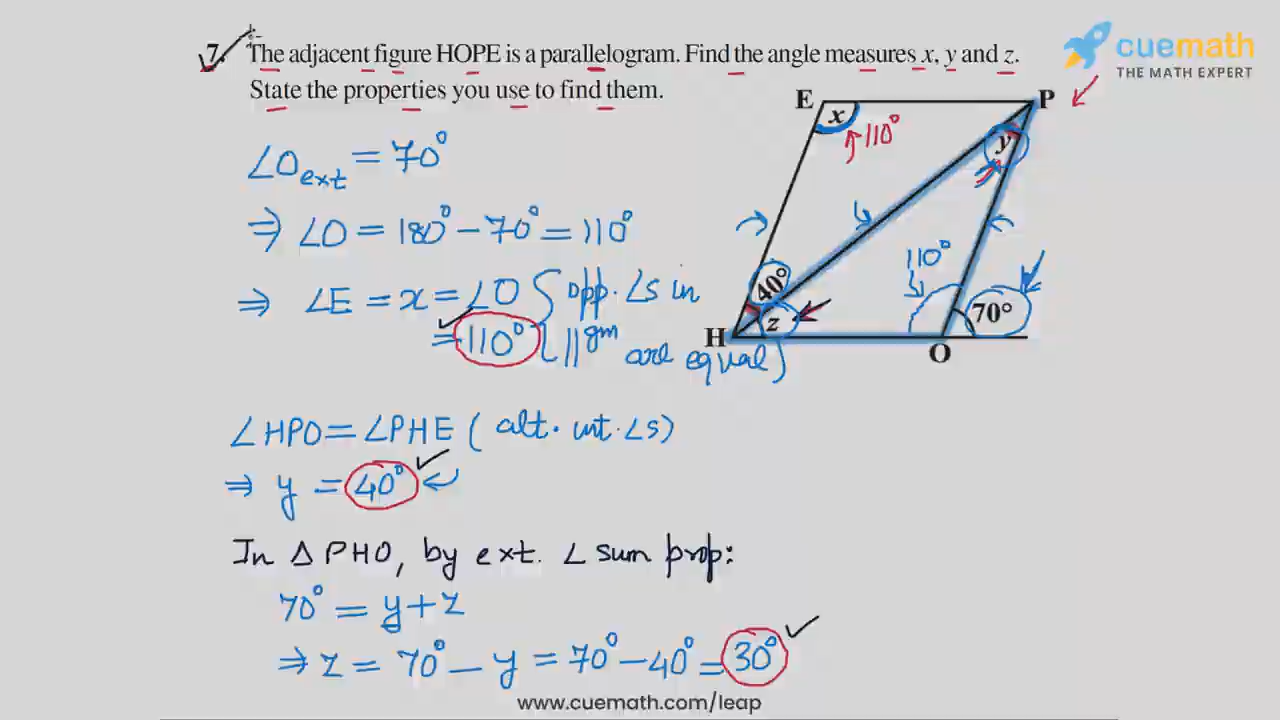 7. The adjacent figure HOPE is a parallelogram. Find the angle measures x, y and z.
State the properties you use to find them.
cuemath
THE MATH EXPERT
E
P
x
110°
y
∠O ext = 70°
⇒ ∠O = 180° - 70° = 110°
110°
40°
z
70°
H
O
⇒ ∠E = x = ∠O { opp. ∠s in
= 110° { ||gm are equal}
∠HPO = ∠PHE ( alt. int. ∠s)
⇒ y = 40°
In △ PHO, by ext. ∠ sum prop:
70° = y + z
⇒ z = 70° - y = 70° - 40° = 30°
www.cuemath.com/leap